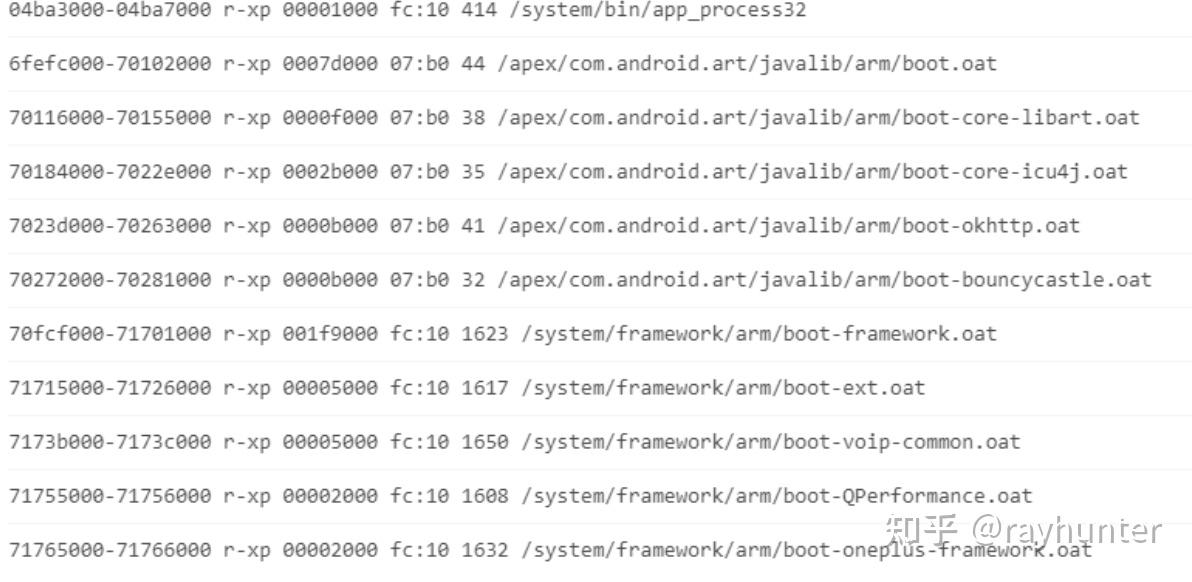 04ba3000-04ba7000 r-xp 00001000 fc:10 414 /system/bin/app_process32
6fefc000-70102000 r-xp 0007d000 07:b0 44 /apex/com.android.art/javalib/arm/boot.oat
70116000-70155000 r-xp 0000f000 07:b0 38 /apex/com.android.art/javalib/arm/boot-core-libart.oat
70184000-7022e000 r-xp 0002b000 07:b0 35 /apex/com.android.art/javalib/arm/boot-core-icu4j.oat
7023d000-70263000 r-xp 0000b000 07:b0 41 /apex/com.android.art/javalib/arm/boot-okhttp.oat
70272000-70281000 r-xp 0000b000 07:b0 32 /apex/com.android.art/javalib/arm/boot-bouncycastle.oat
70fcf000-71701000 r-xp 001f9000 fc:10 1623 /system/framework/arm/boot-framework.oat
71715000-71726000 r-xp 00005000 fc:10 1617 /system/framework/arm/boot-ext.oat
7173b000-7173c000 r-xp 00005000 fc:10 1650 /system/framework/arm/boot-voip-common.oat
71755000-71756000 r-xp 00002000 fc:10 1608 /system/framework/arm/boot-QPerformance.oat
71765000-71766000 r-xp 00002000 fc:10 1632 /system/framework/arm/boot-oneplus-framework.oat
知乎 @rayhunter